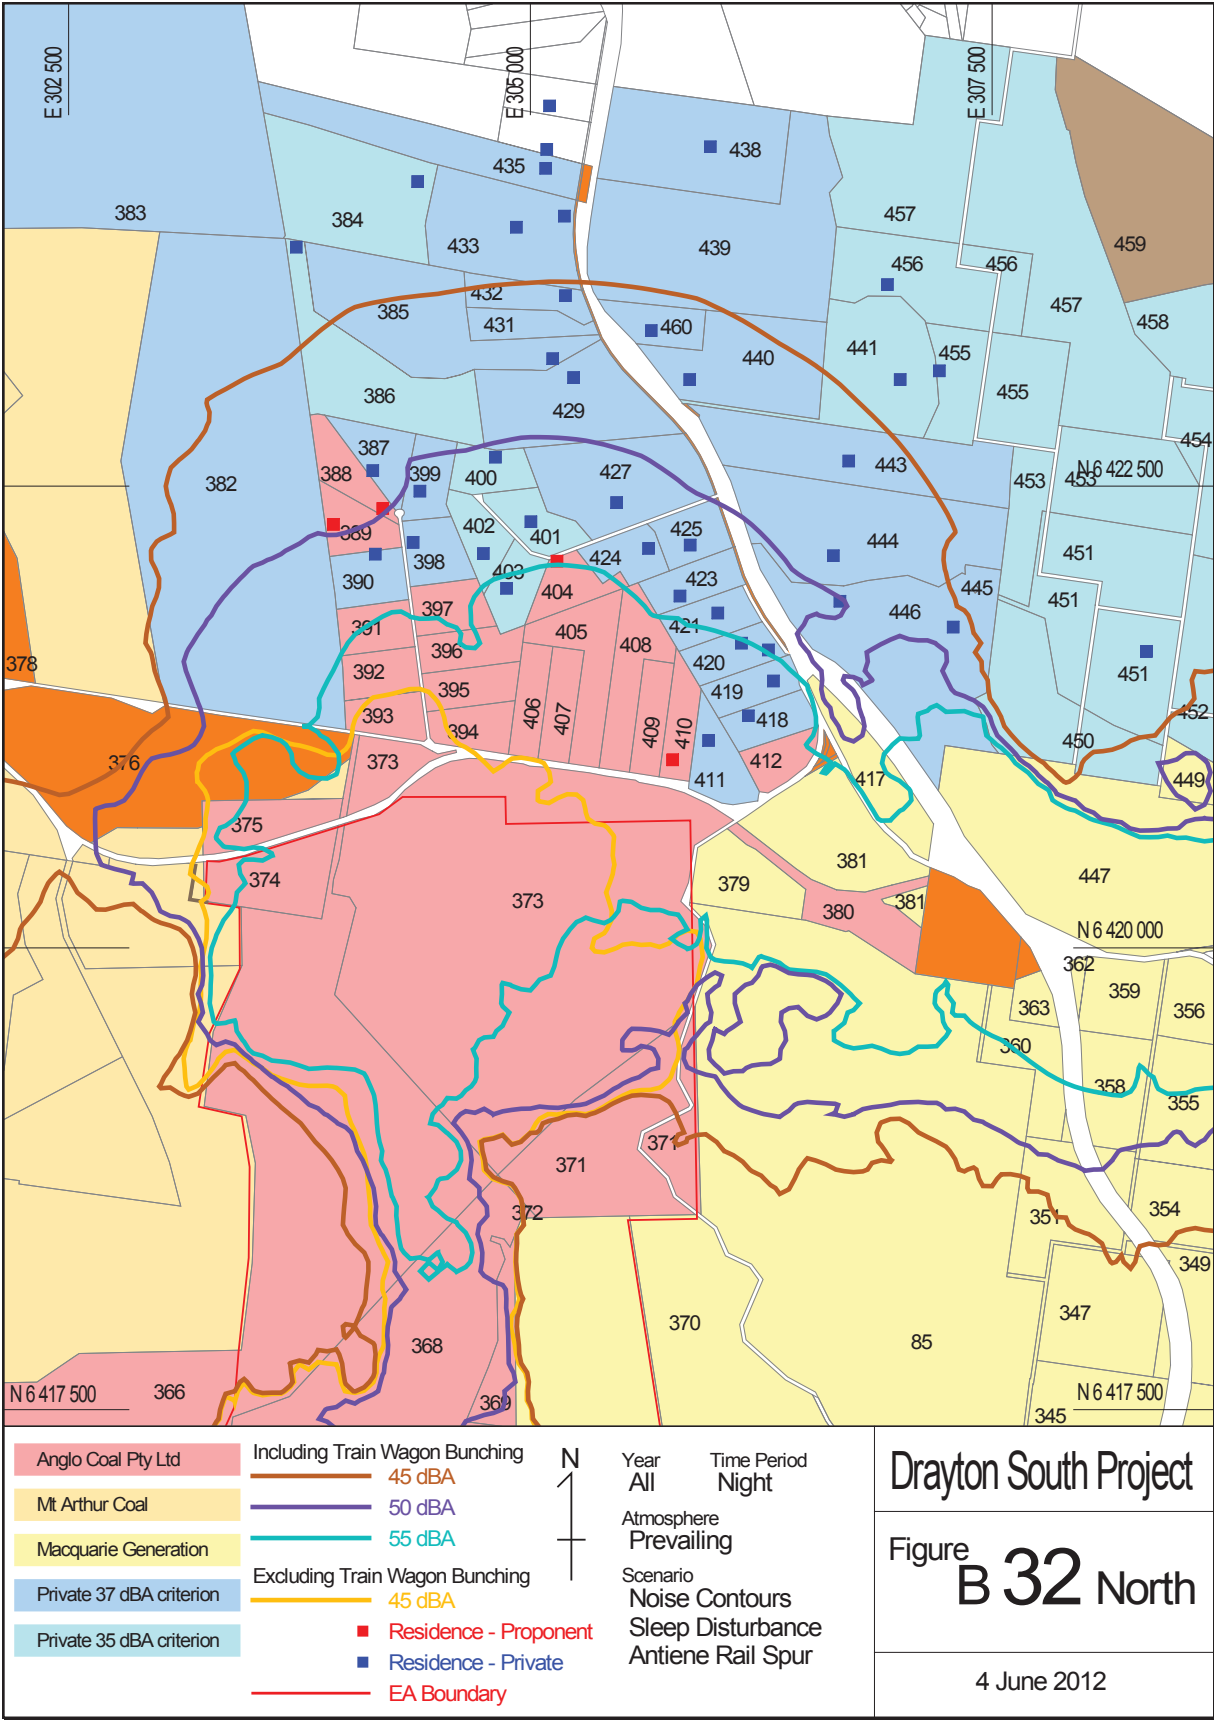 E 302 500
E 305 000
E 307 500
438
435
383
384
433
439
457
456
456
459
457
458
385
432
431
460
440
441
455
455
386
429
387
388
399
400
427
443
453
453
N 6 422 500
454
382
389
402
401
425
424
444
451
390
398
403
423
445
397
404
446
451
391
405
408
421
396
420
451
378
392
395
419
393
394
406
407
409
410
418
452
376
373
412
450
411
417
449
375
374
373
379
381
380
381
447
N 6 420 000
362
359
356
363
360
358
355
371
371
372
351
354
349
370
85
347
368
366
369
345
N 6 417 500
N 6 417 500
Anglo Coal Pty Ltd
Mt Arthur Coal
Macquarie Generation
Private 37 dBA criterion
Private 35 dBA criterion
Including Train Wagon Bunching
45 dBA
50 dBA
55 dBA
Excluding Train Wagon Bunching
45 dBA
Residence - Proponent
Residence - Private
EA Boundary
N
Year
All
Time Period
Night
Atmosphere
Prevailing
Scenario
Noise Contours
Sleep Disturbance
Antiene Rail Spur
Drayton South Project
Figure
B 32 North
4 June 2012